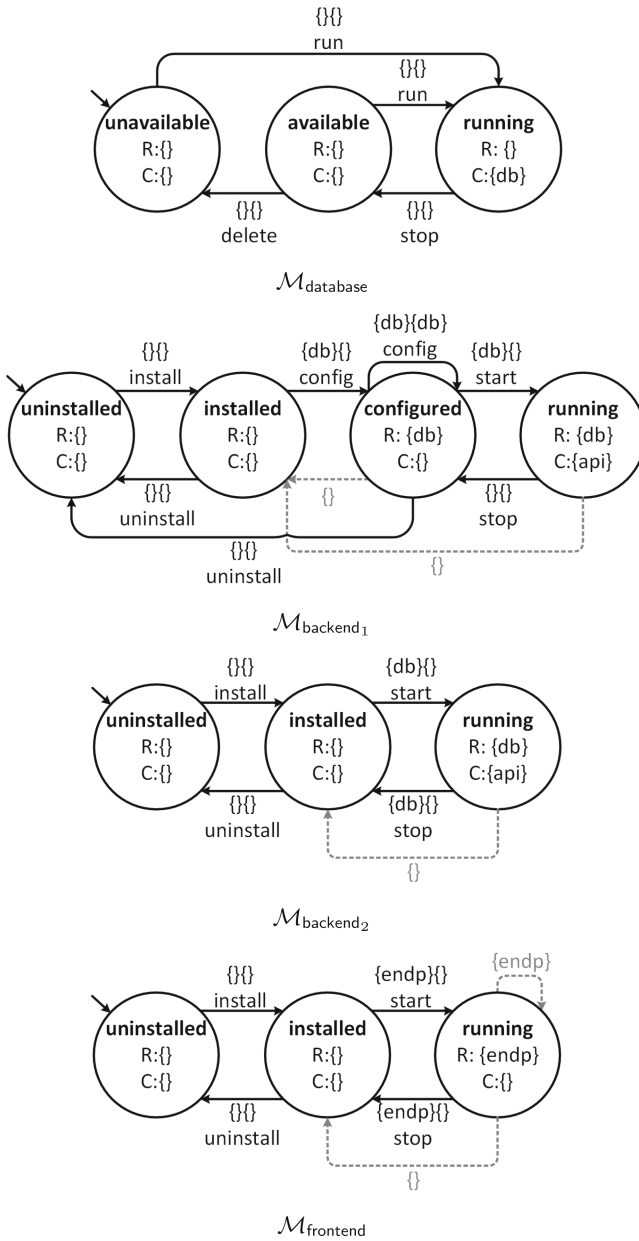 {}{}
run
{}{}
run
unavailable
R:{}
C:{}
available
R:{}
C:{}
running
R: {}
C:{db}
{}{}
delete
{}{}
stop
M_database
{}{}
install
{db}{}
config
{db}{db}
config
{db}{}
start
uninstalled
R:{}
C:{}
installed
R:{}
C:{}
configured
R: {db}
C:{}
running
R: {db}
C:{api}
{}{}
uninstall
{}
{}{}
stop
{}{}
uninstall
{}
M_backend₁
{}{}
install
{db}{}
start
uninstalled
R:{}
C:{}
installed
R:{}
C:{}
running
R: {db}
C:{api}
{}{}
uninstall
{db}{}
stop
{}
M_backend₂
{}{}
install
{endp}{}
start
{endp}
uninstalled
R:{}
C:{}
installed
R:{}
C:{}
running
R: {endp}
C:{}
{}{}
uninstall
{endp}{}
stop
{}
M_frontend